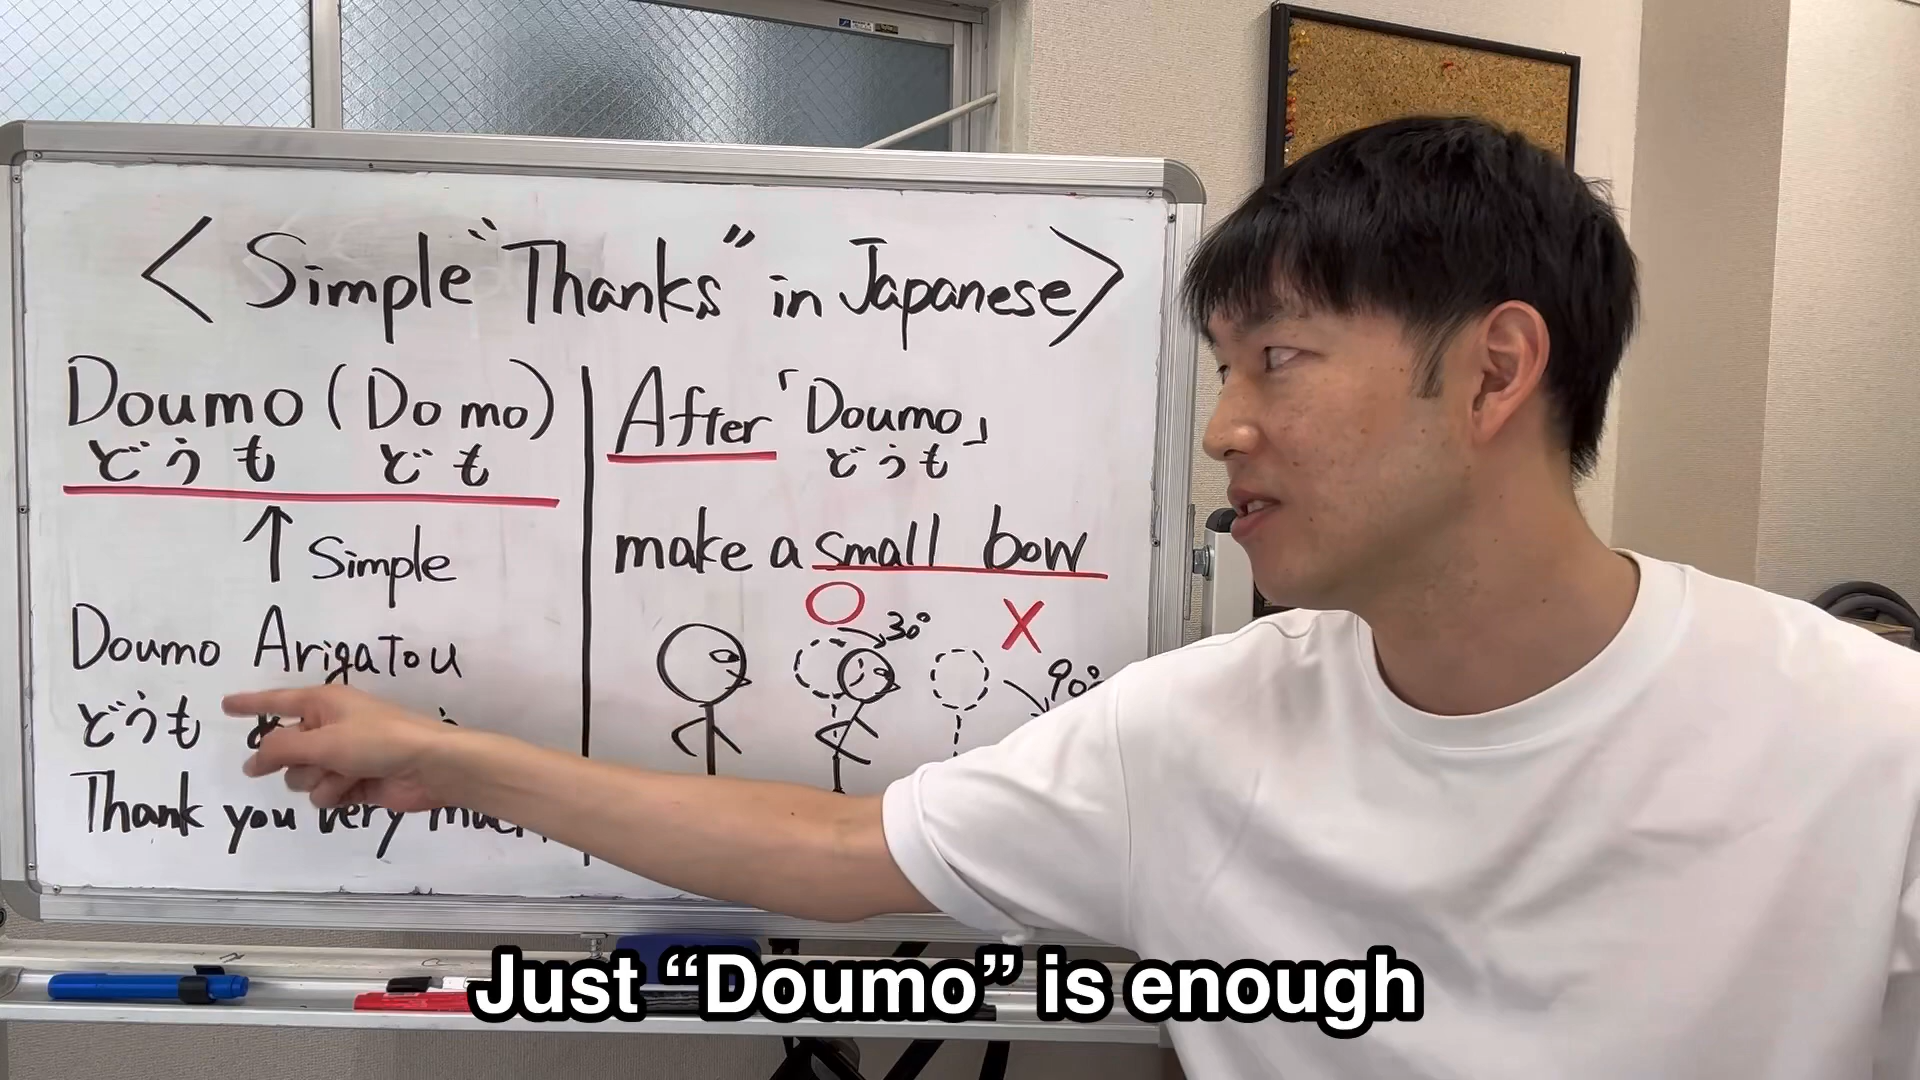 <Simple "Thanks" in Japanese>
Doumo (Domo)
どうも ども
↑ Simple
Doumo Arigatou
どうも
Thank you very
After「Doumo」
どうも
make a small bow
O X
30°
90°
Just “Doumo” is enough